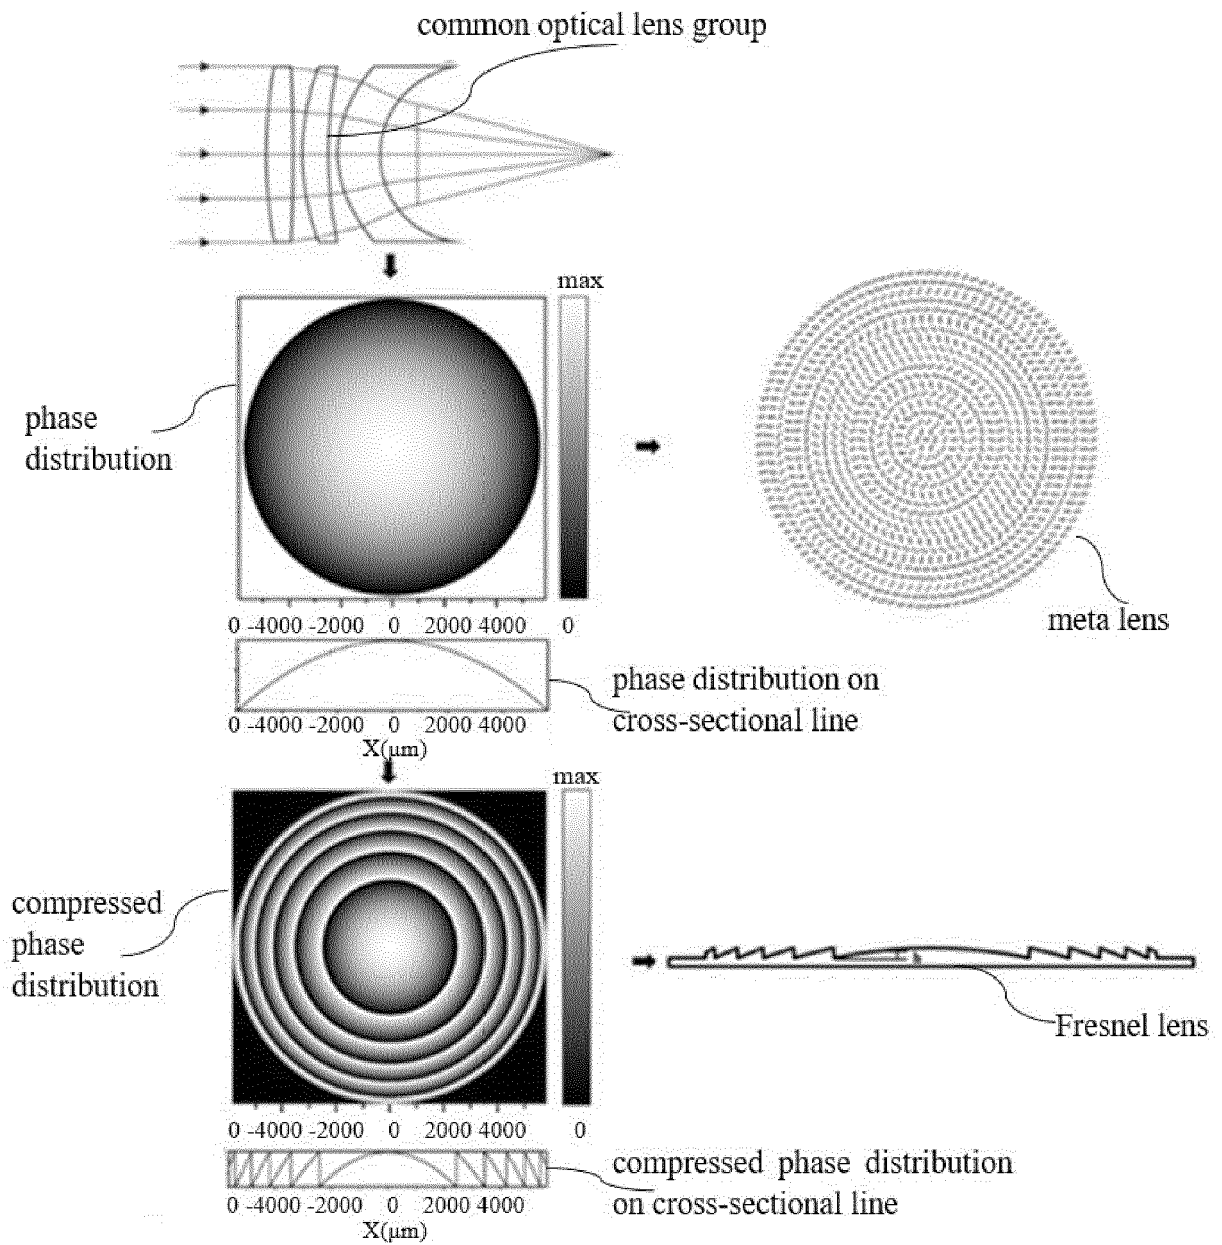 common optical lens group
max
phase
distribution
0 -4000 -2000 0 2000 4000 0
meta lens
phase distribution on
cross-sectional line
0 -4000 -2000 0 2000 4000
X(μm)
max
compressed
phase
distribution
h
Fresnel lens
0 -4000 -2000 0 2000 4000 0
compressed phase distribution
on cross-sectional line
0 -4000 -2000 0 2000 4000
X(μm)